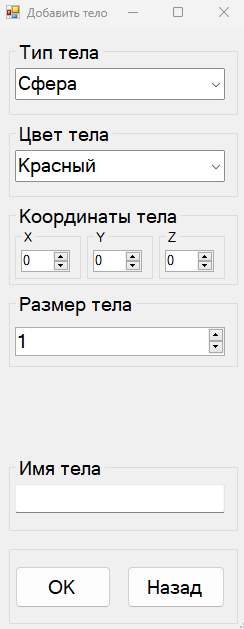 Добавить тело
Тип тела
Сфера
Цвет тела
Красный
Координаты тела
X Y Z
0 0 0
Размер тела
1
Имя тела
OK Назад